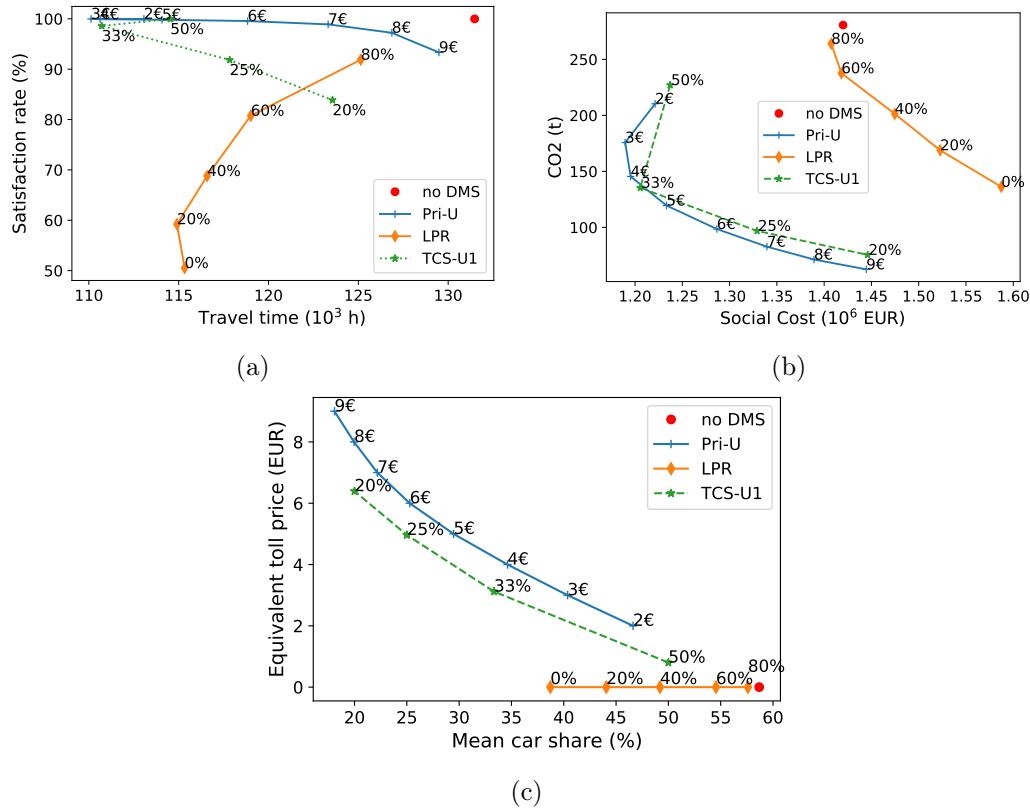 100
90
80
70
60
50
Satisfaction rate (%)
3€ 4€ 2€ 5€ 6€ 7€ 8€ 9€
33% 50% 25% 20%
80%
60%
40%
20%
0%
no DMS
Pri-U
LPR
TCS-U1
110 115 120 125 130
Travel time (10³ h)
(a)
250
200
150
100
CO2 (t)
50%
2€
3€
4€
33%
5€
6€ 25%
7€
8€ 20%
9€
80%
60%
40%
20%
0%
no DMS
Pri-U
LPR
TCS-U1
1.20 1.25 1.30 1.35 1.40 1.45 1.50 1.55 1.60
Social Cost (10⁶ EUR)
(b)
8
6
4
2
0
Equivalent toll price (EUR)
9€
8€
7€
20%
6€
25% 5€
4€
33% 3€
2€
50%
0% 20% 40% 60% 80%
no DMS
Pri-U
LPR
TCS-U1
20 25 30 35 40 45 50 55 60
Mean car share (%)
(c)